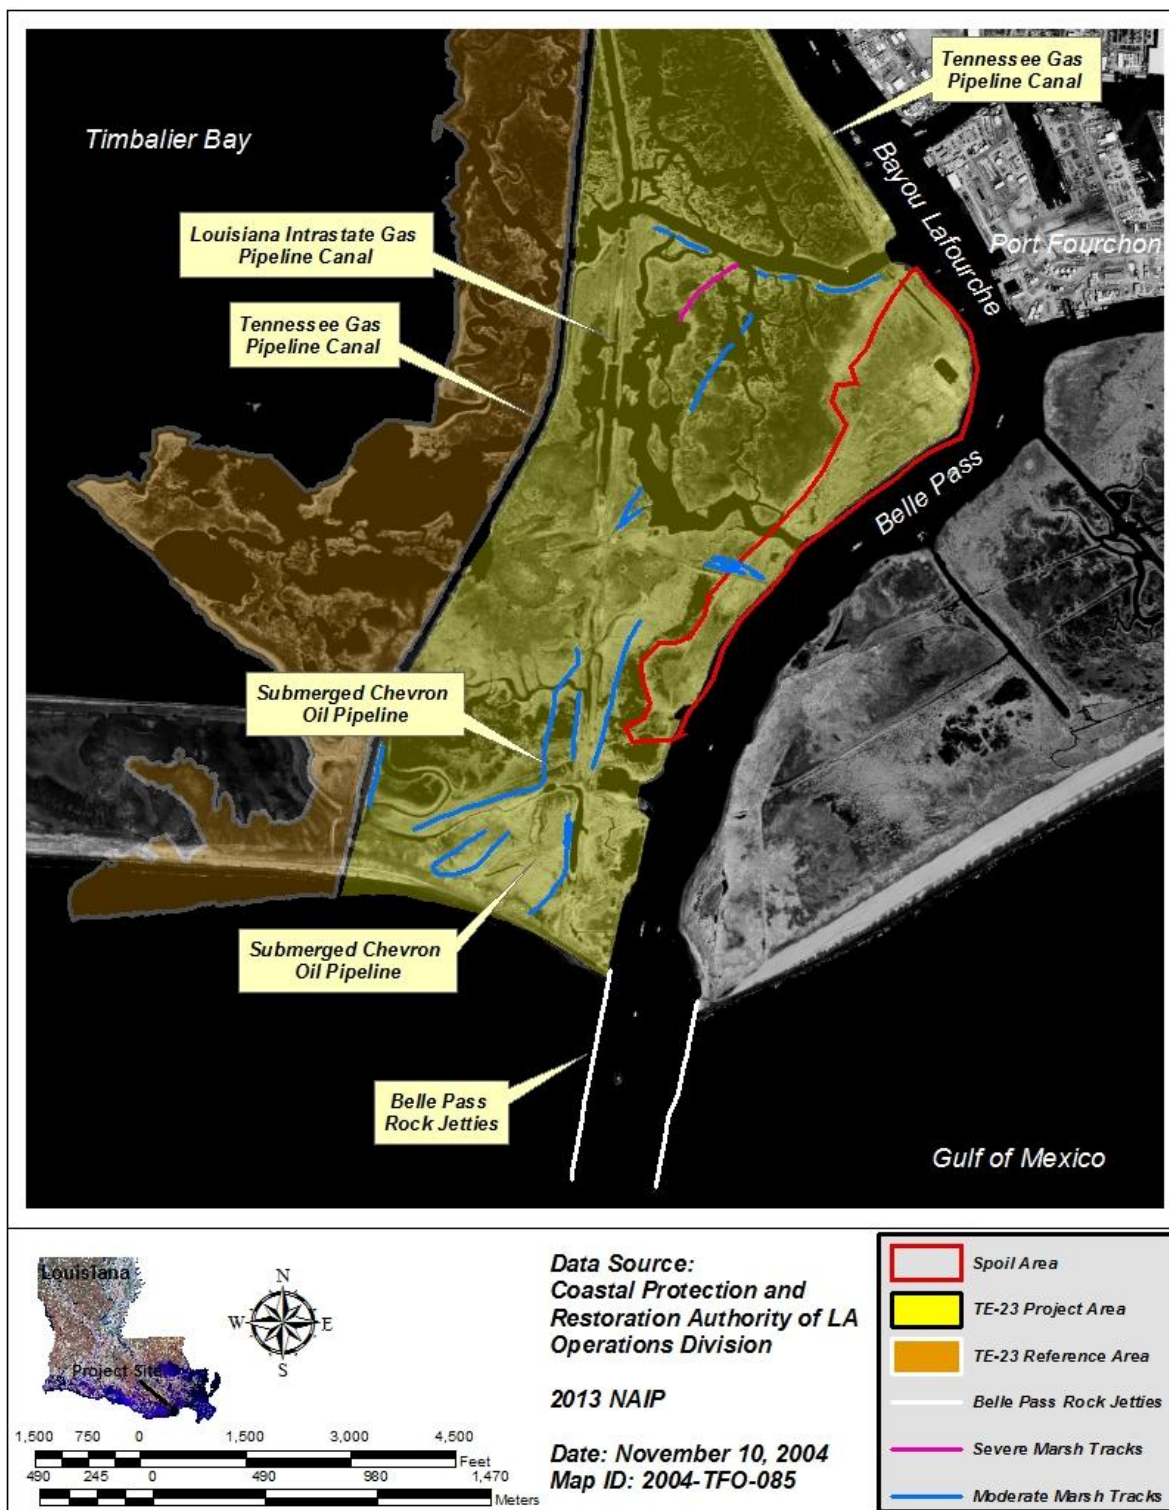 Tennessee Gas
Pipeline Canal
Timbalier Bay
Bayou Lafourche
Port Fourchon
Louisiana Intrastate Gas
Pipeline Canal
Tennessee Gas
Pipeline Canal
Belle Pass
Submerged Chevron
Oil Pipeline
Submerged Chevron
Oil Pipeline
Belle Pass
Rock Jetties
Gulf of Mexico
Louisiana
Project Site
N
W E
S
1,500 750 0 1,500 3,000 4,500
Feet
490 245 0 490 980 1,470
Meters
Data Source:
Coastal Protection and
Restoration Authority of LA
Operations Division
2013 NAIP
Date: November 10, 2004
Map ID: 2004-TFO-085
Spoil Area
TE-23 Project Area
TE-23 Reference Area
Belle Pass Rock Jetties
Severe Marsh Tracks
Moderate Marsh Tracks